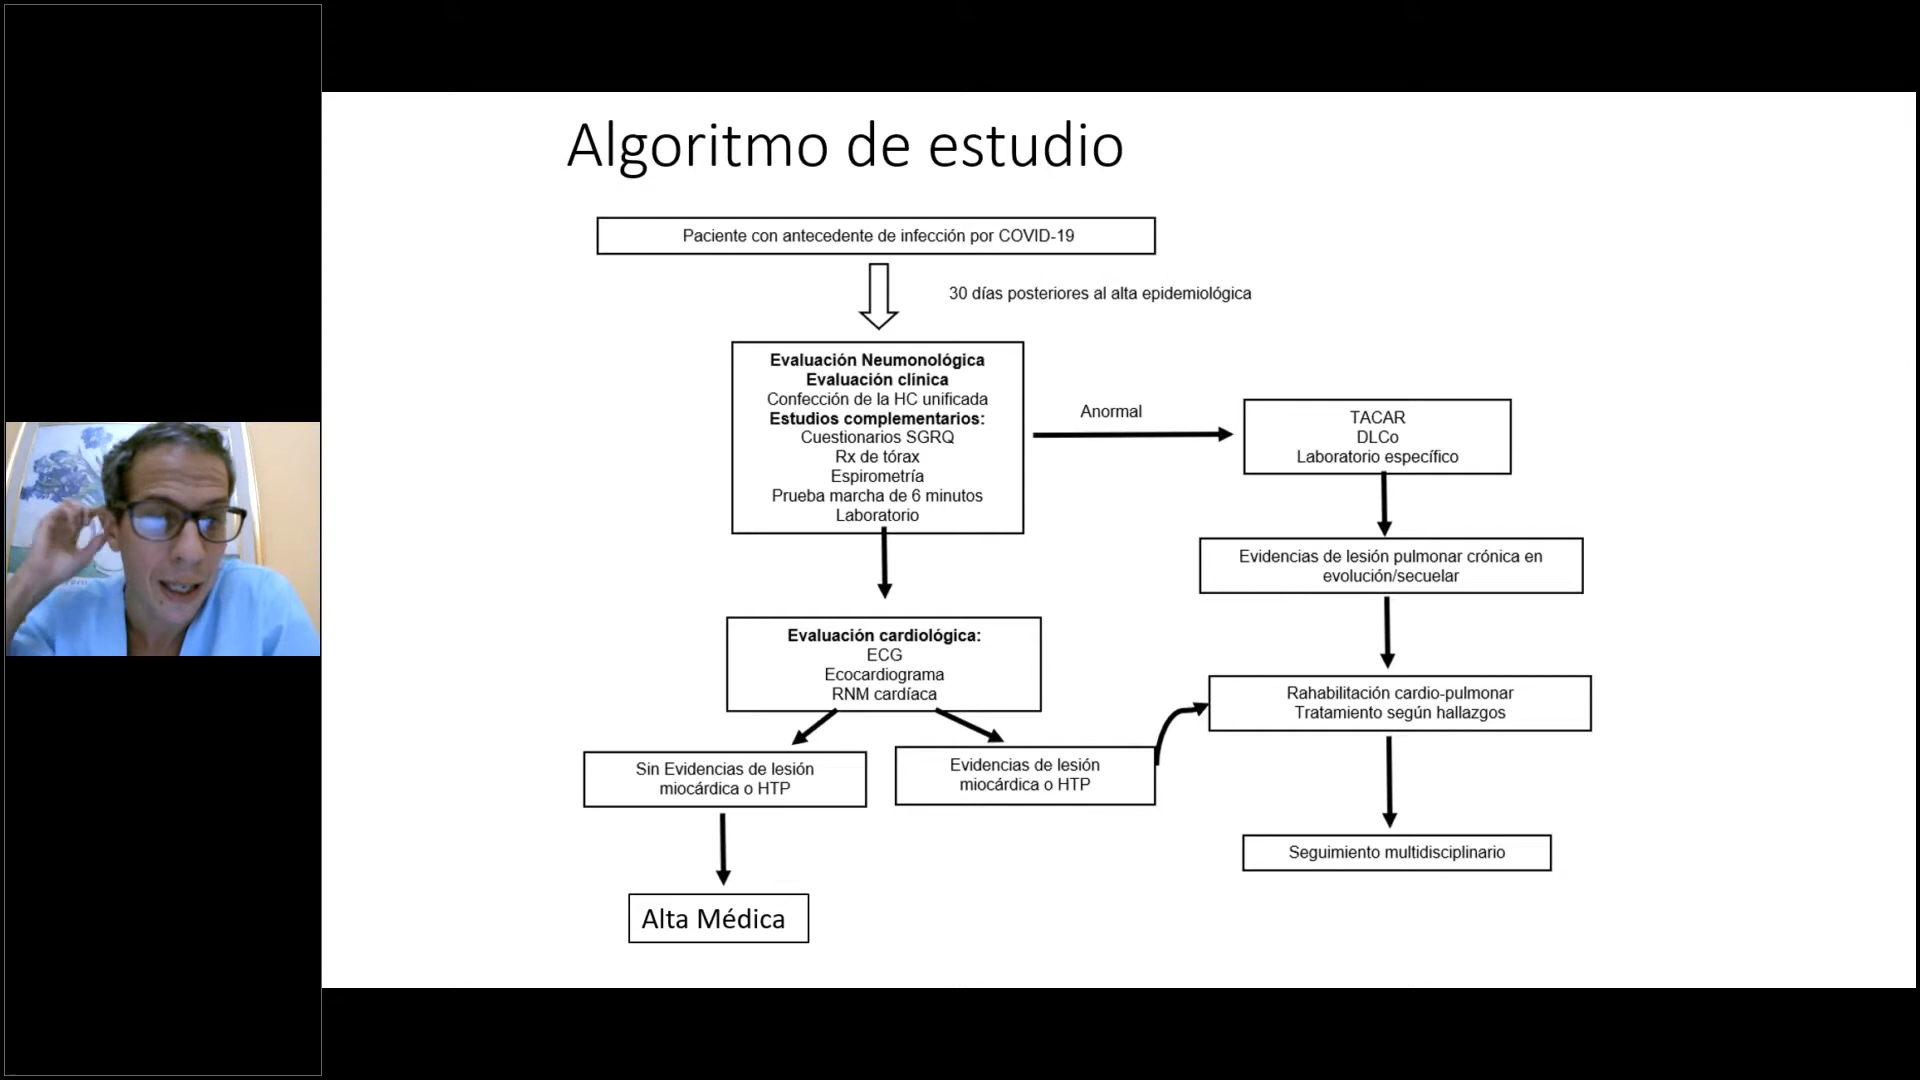 Algoritmo de estudio
Paciente con antecedente de infección por COVID-19
30 días posteriores al alta epidemiológica
Evaluación Neumonológica
Evaluación clínica
Confección de la HC unificada
Estudios complementarios:
Cuestionarios SGRQ
Rx de tórax
Espirometría
Prueba marcha de 6 minutos
Laboratorio
Anormal
TACAR
DLCo
Laboratorio específico
Evidencias de lesión pulmonar crónica en
evolución/secuelar
Evaluación cardiológica:
ECG
Ecocardiograma
RNM cardíaca
Rahabilitación cardio-pulmonar
Tratamiento según hallazgos
Sin Evidencias de lesión
miocárdica o HTP
Evidencias de lesión
miocárdica o HTP
Seguimiento multidisciplinario
Alta Médica